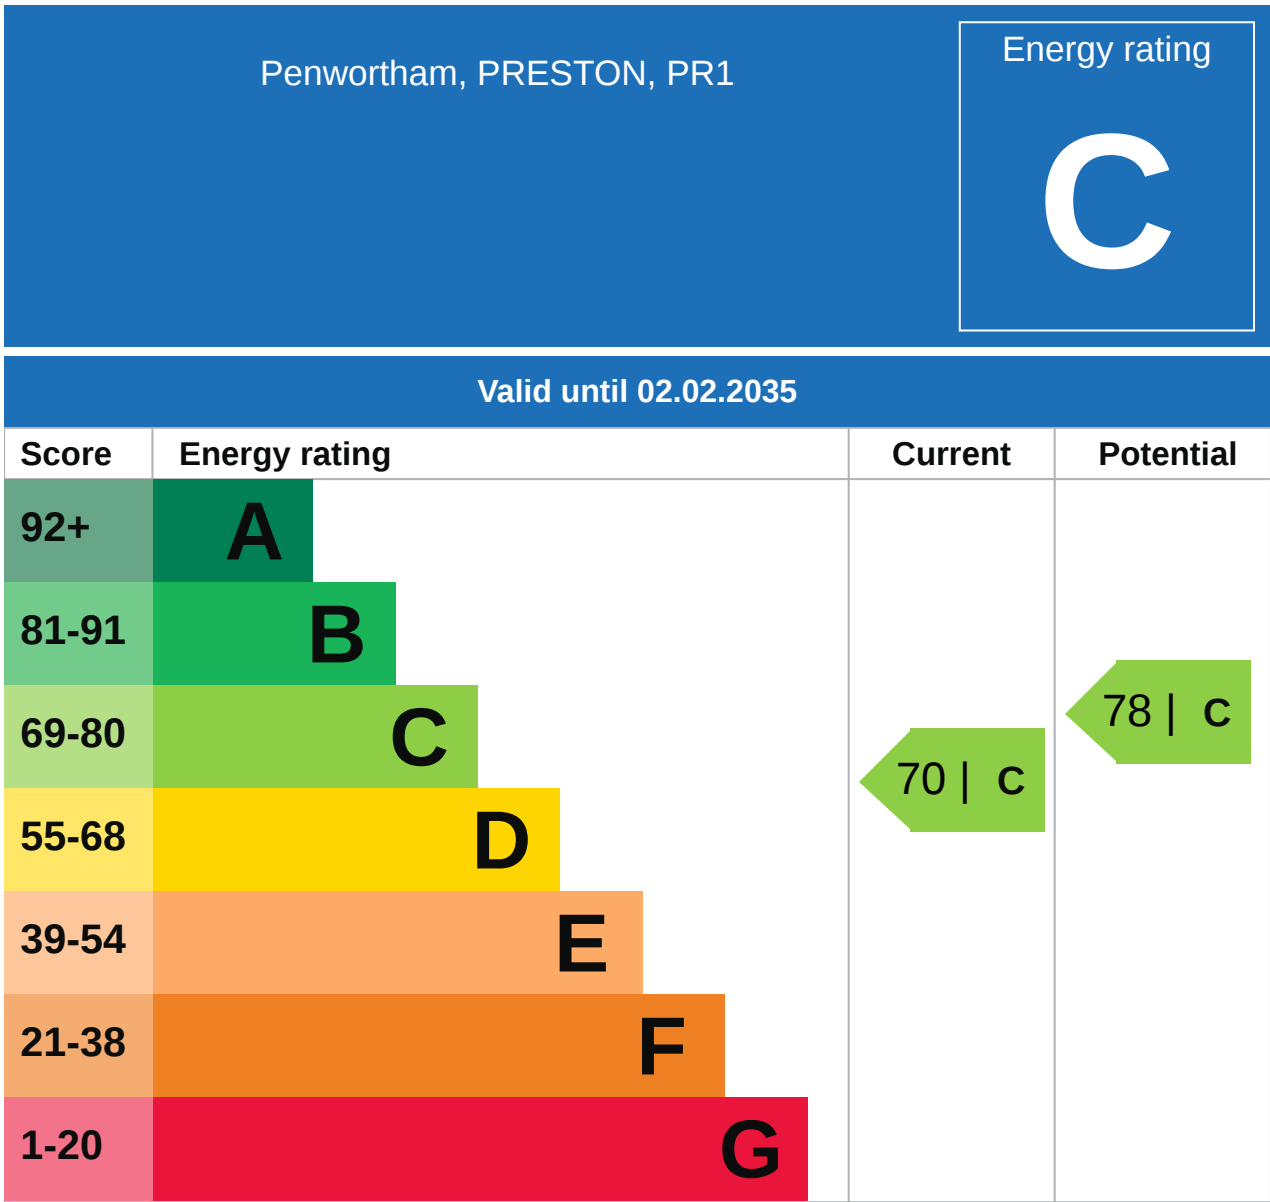 Penwortham, PRESTON, PR1
Energy rating
C
Valid until 02.02.2035
Score Energy rating Current Potential
92+ A
81-91 B
69-80 C
78 | C
70 | C
55-68 D
39-54 E
21-38 F
1-20 G